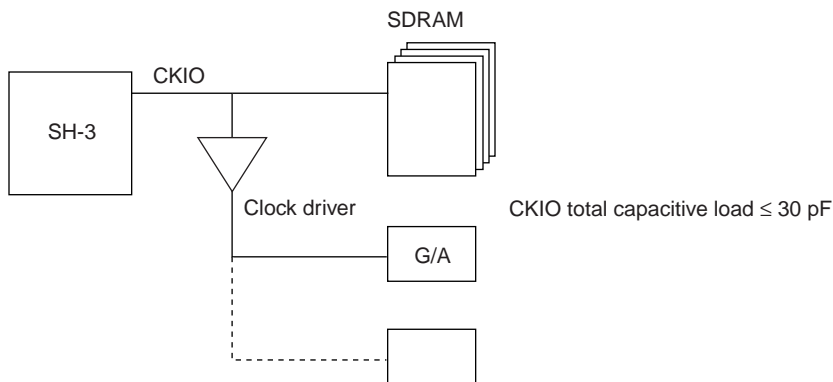 SDRAM
CKIO
SH-3
Clock driver
CKIO total capacitive load ≤ 30 pF
G/A